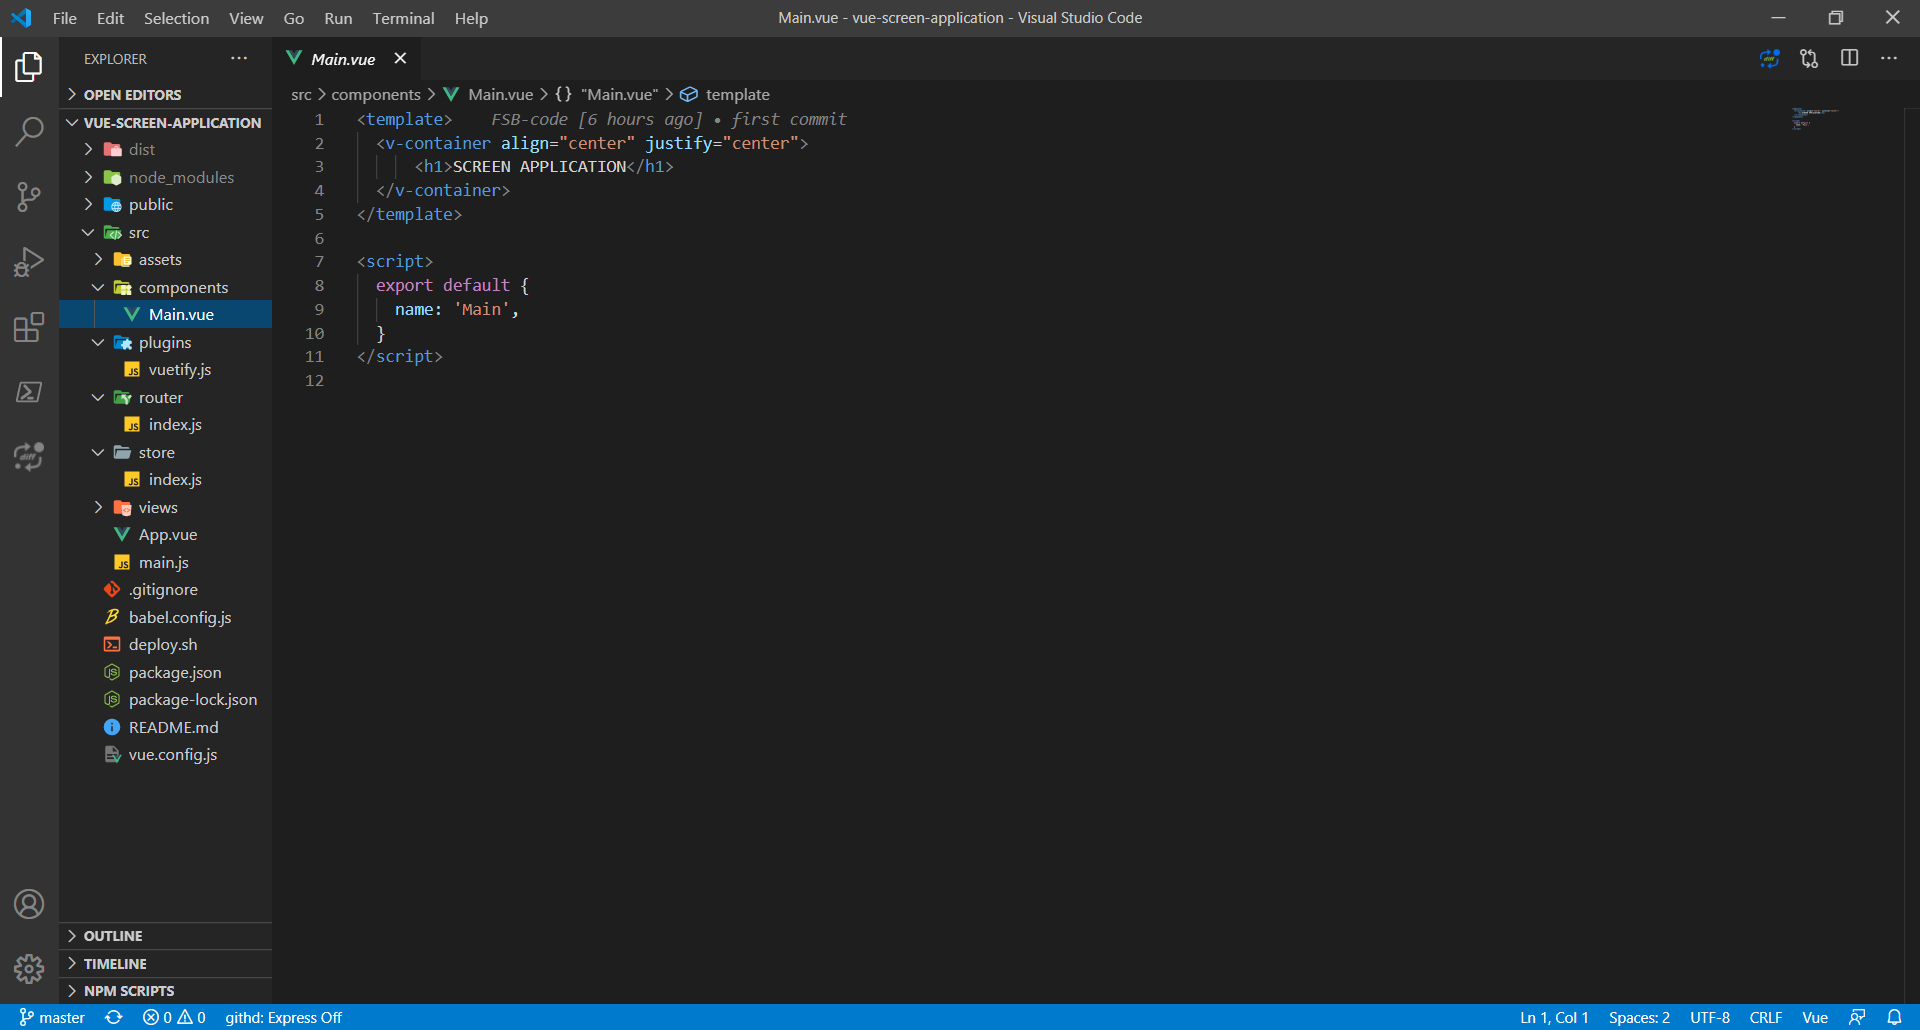 File Edit Selection View Go Run Terminal Help
Main.vue - vue-screen-application - Visual Studio Code
EXPLORER
OPEN EDITORS
VUE-SCREEN-APPLICATION
dist
node_modules
public
src
assets
components
Main.vue
plugins
vuetify.js
router
index.js
store
index.js
views
App.vue
main.js
.gitignore
babel.config.js
deploy.sh
package.json
package-lock.json
README.md
vue.config.js
OUTLINE
TIMELINE
NPM SCRIPTS
Main.vue
src > components > Main.vue > {} "Main.vue" > template
1 <template> FSB-code [6 hours ago] • first commit
2 <v-container align="center" justify="center">
3 <h1>SCREEN APPLICATION</h1>
4 </v-container>
5 </template>
6
7 <script>
8 export default {
9 name: 'Main',
10 }
11 </script>
12
master 0 0 githd: Express Off
Ln 1, Col 1 Spaces: 2 UTF-8 CRLF Vue